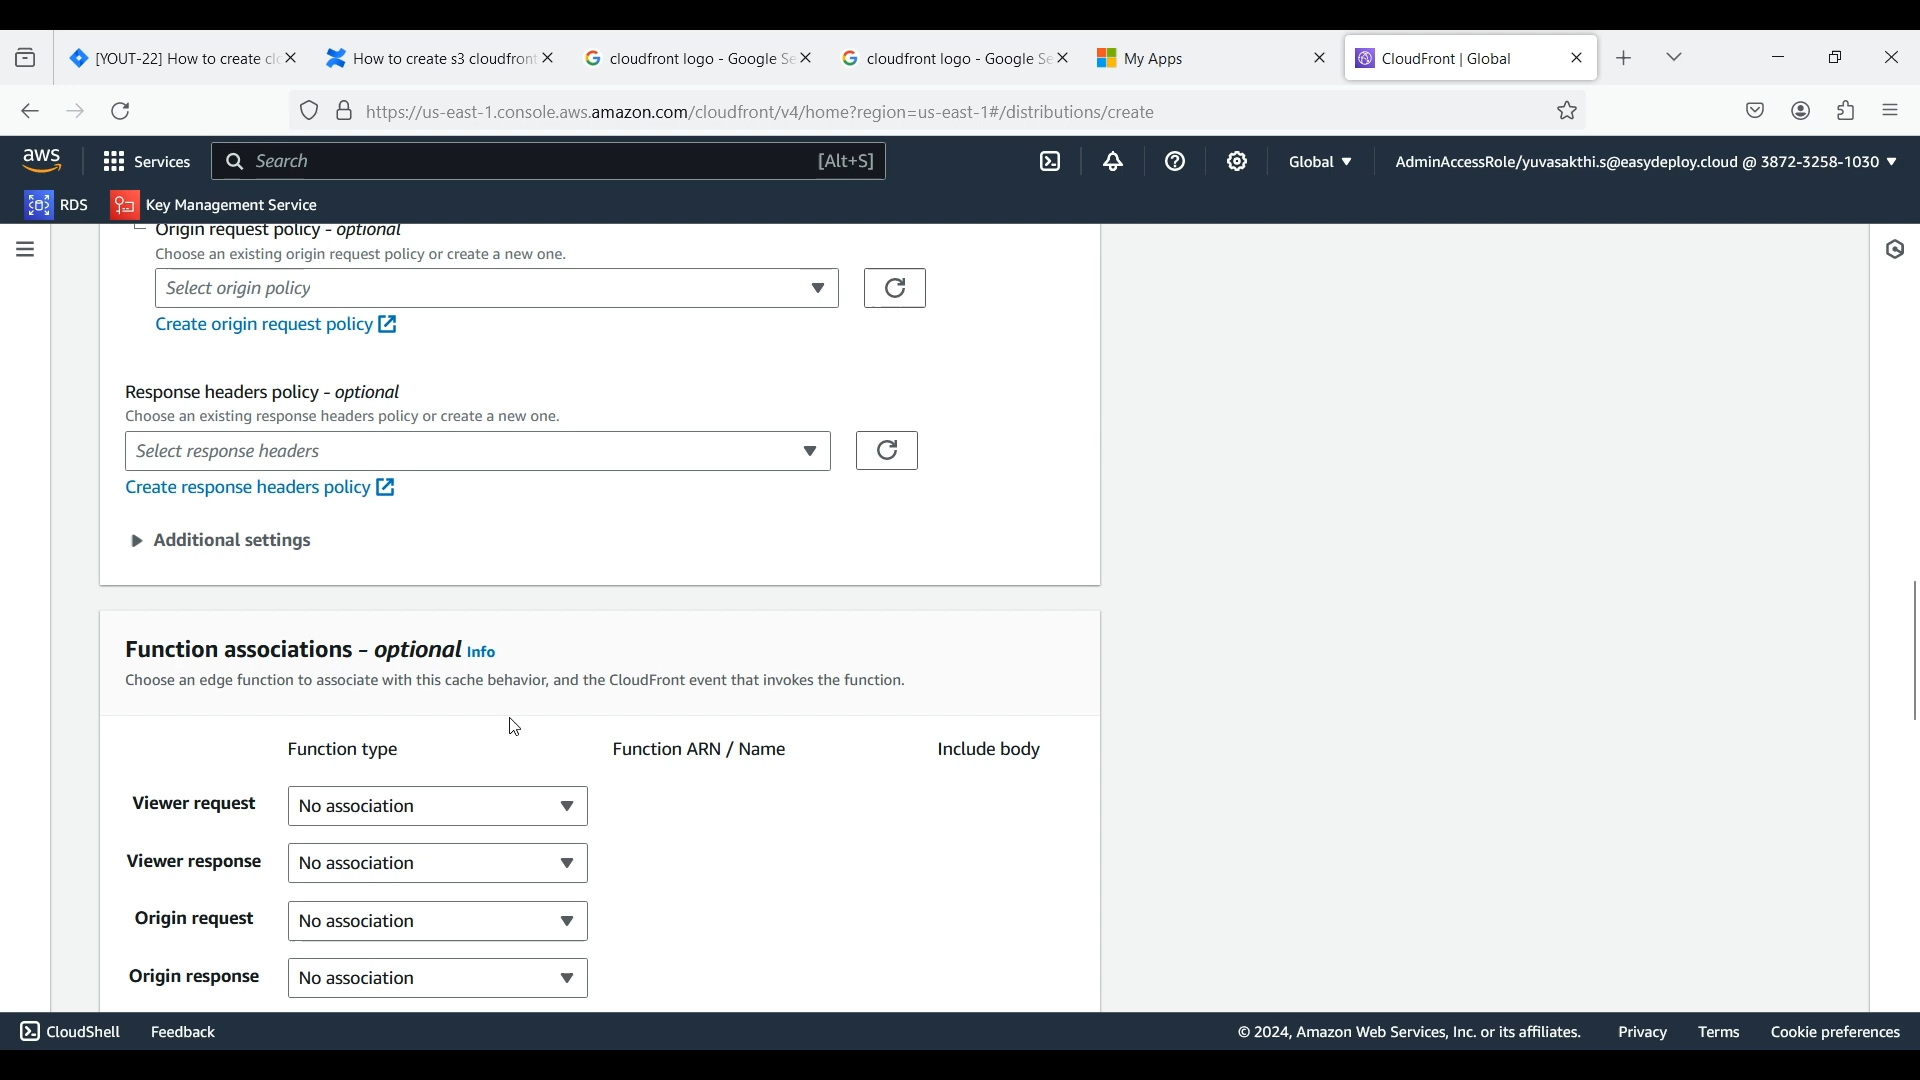 [YOUT-22] How to create cl
How to create s3 cloudfront
cloudfront logo - Google Se
cloudfront logo - Google Se
My Apps
CloudFront | Global
https://us-east-1.console.aws.amazon.com/cloudfront/v4/home?region=us-east-1#/distributions/create
aws
Services
Search
[Alt+S]
Global
AdminAccessRole/yuvasakthi.s@easydeploy.cloud @ 3872-3258-1030
RDS
Key Management Service
Origin request policy - optional
Choose an existing origin request policy or create a new one.
Select origin policy
Create origin request policy
Response headers policy - optional
Choose an existing response headers policy or create a new one.
Select response headers
Create response headers policy
Additional settings
Function associations - optional Info
Choose an edge function to associate with this cache behavior, and the CloudFront event that invokes the function.
Function type Function ARN / Name Include body
Viewer request No association
Viewer response No association
Origin request No association
Origin response No association
CloudShell Feedback © 2024, Amazon Web Services, Inc. or its affiliates. Privacy Terms Cookie preferences